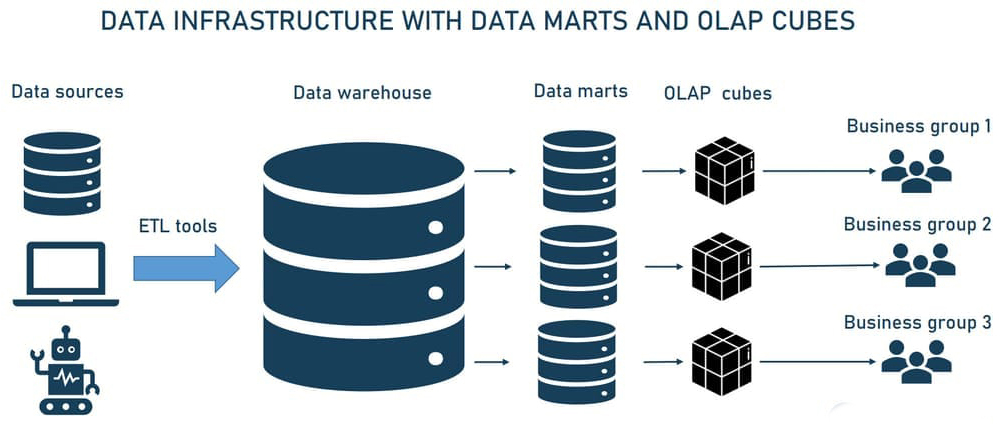 DATA INFRASTRUCTURE WITH DATA MARTS AND OLAP CUBES
Data sources
Data warehouse
Data marts
OLAP cubes
Business group 1
ETL tools
Business group 2
Business group 3